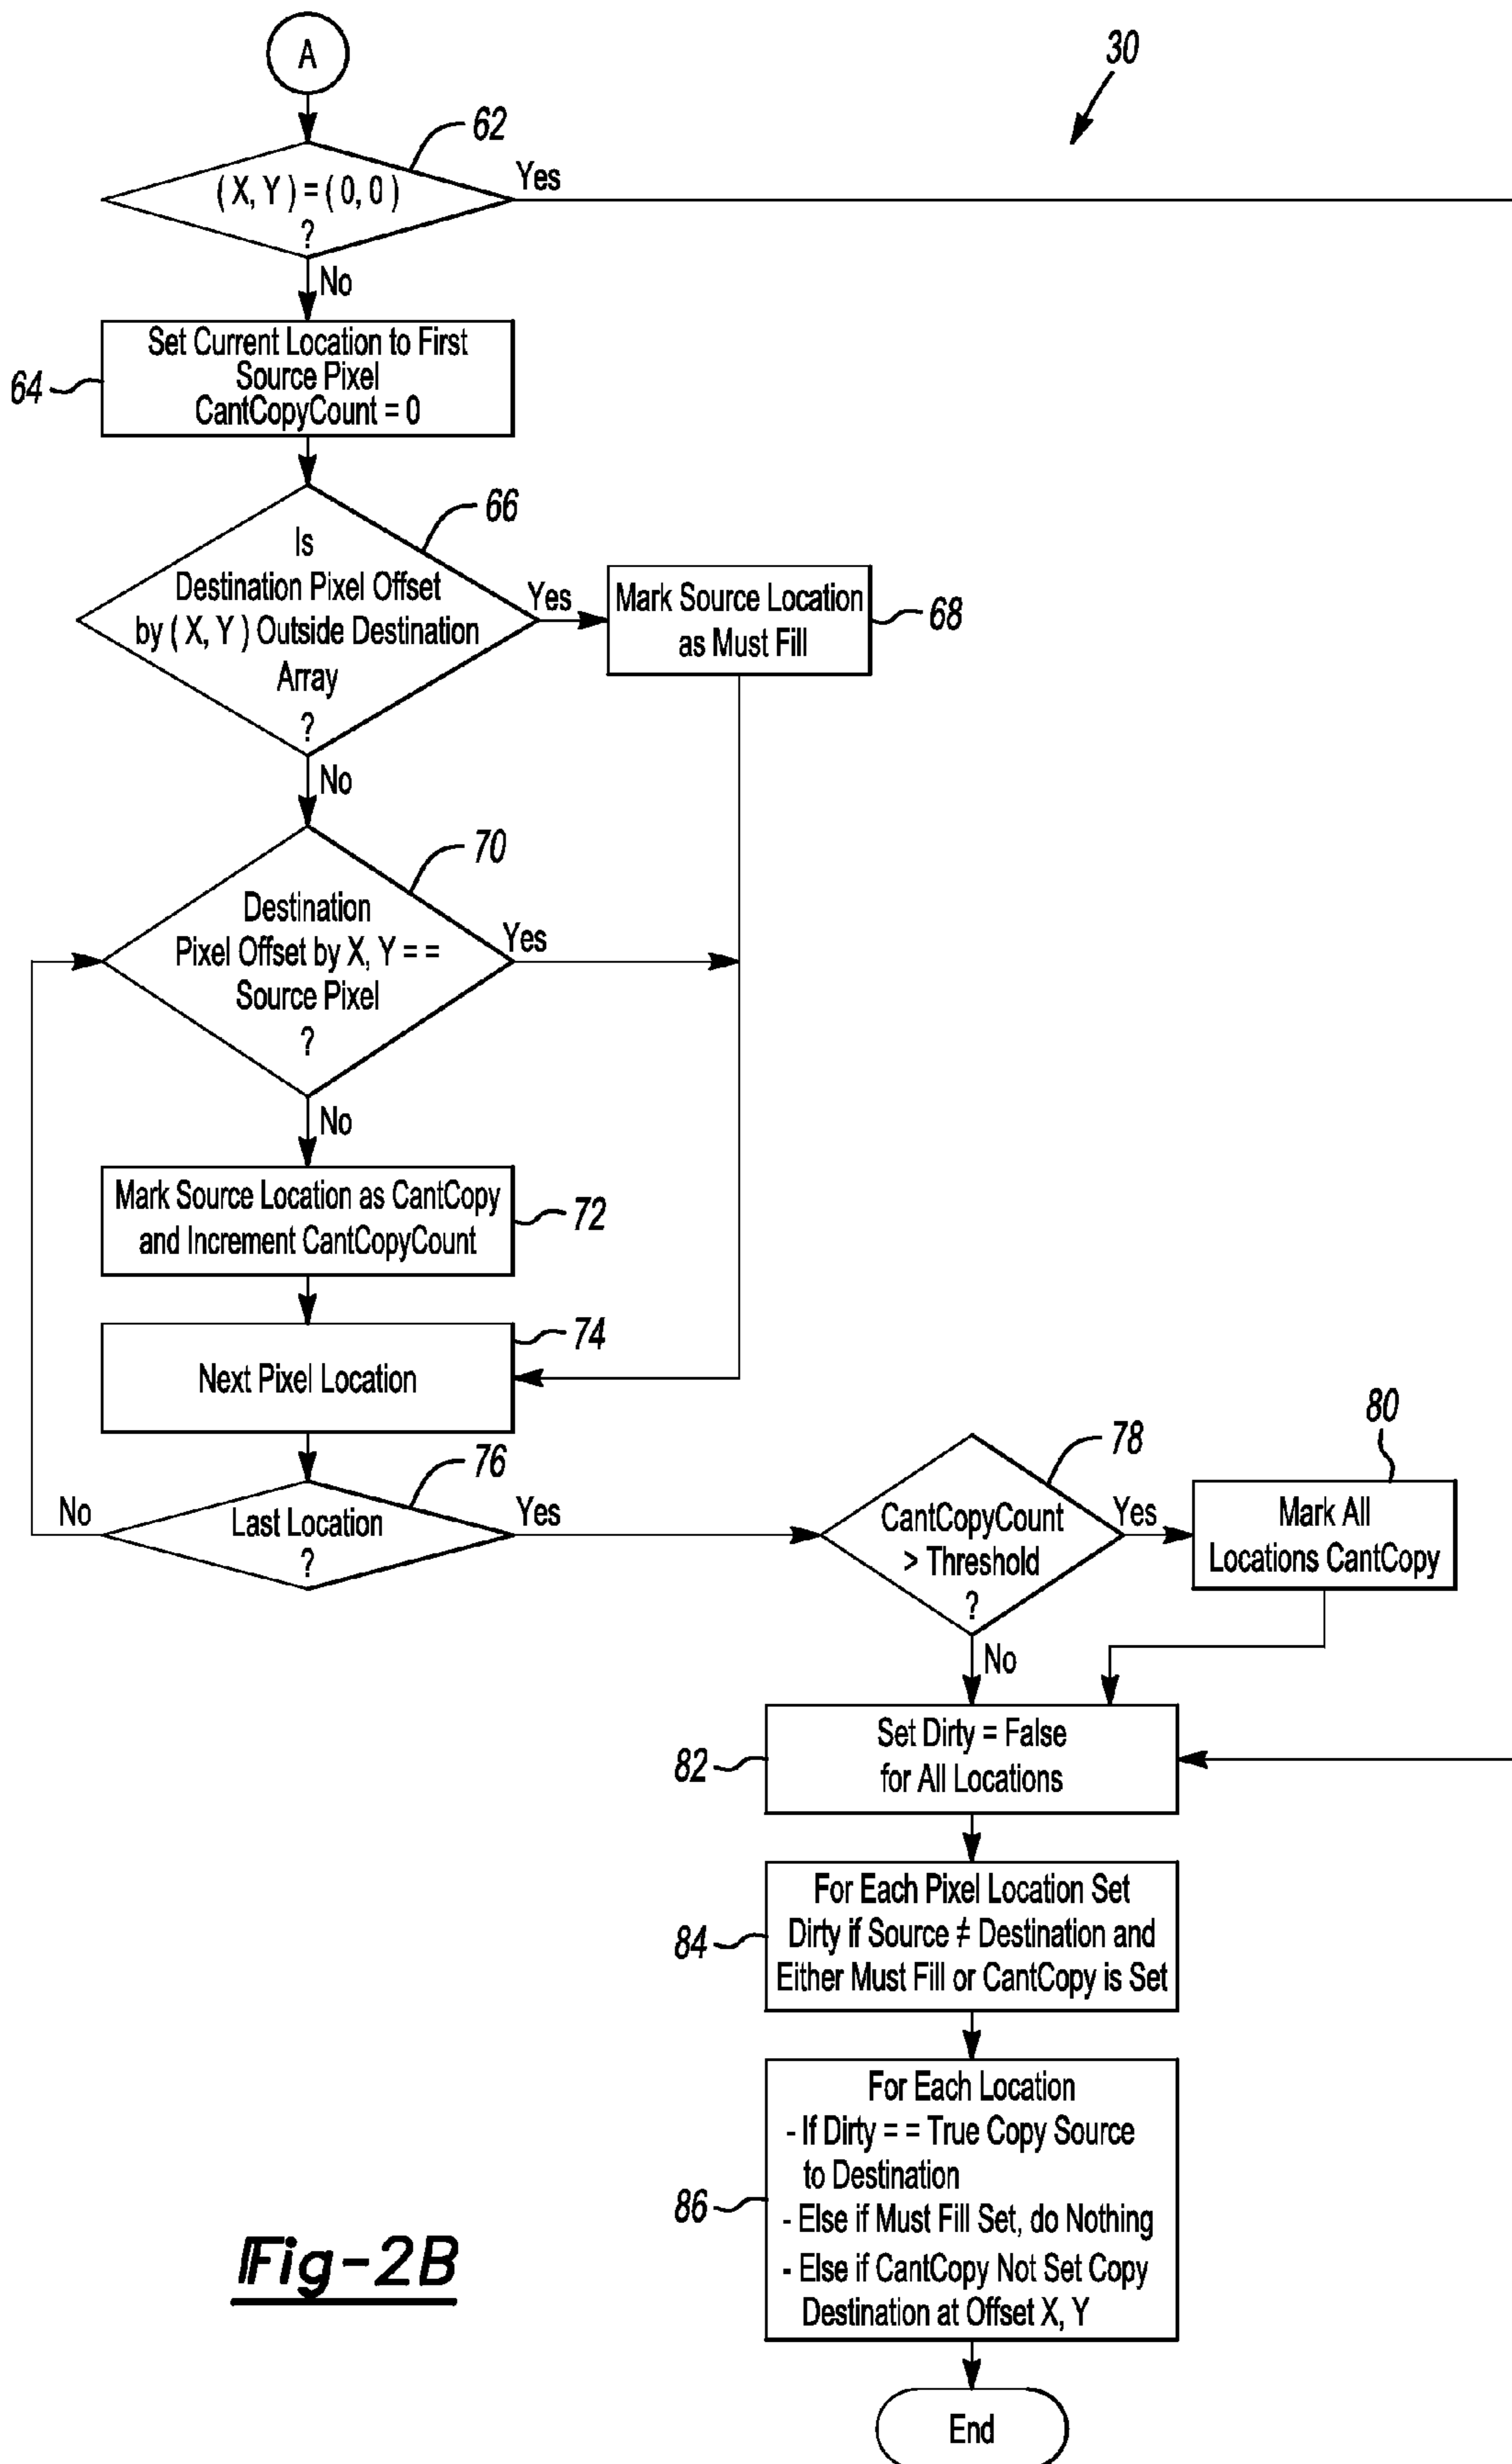 A
30
62
( X, Y ) = ( 0, 0 )
?
Yes
No
64
Set Current Location to First
Source Pixel
CantCopyCount = 0
66
Is
Destination Pixel Offset
by ( X, Y ) Outside Destination
Array
?
Yes
Mark Source Location
as Must Fill
68
No
70
Destination
Pixel Offset by X, Y = =
Source Pixel
?
Yes
No
Mark Source Location as CantCopy
and Increment CantCopyCount
72
74
Next Pixel Location
76
No
Last Location
?
Yes
78
CantCopyCount
> Threshold
?
Yes
80
Mark All
Locations CantCopy
No
82
Set Dirty = False
for All Locations
84
For Each Pixel Location Set
Dirty if Source ≠ Destination and
Either Must Fill or CantCopy is Set
86
For Each Location
- If Dirty = = True Copy Source
to Destination
- Else if Must Fill Set, do Nothing
- Else if CantCopy Not Set Copy
Destination at Offset X, Y
End
Fig-2B